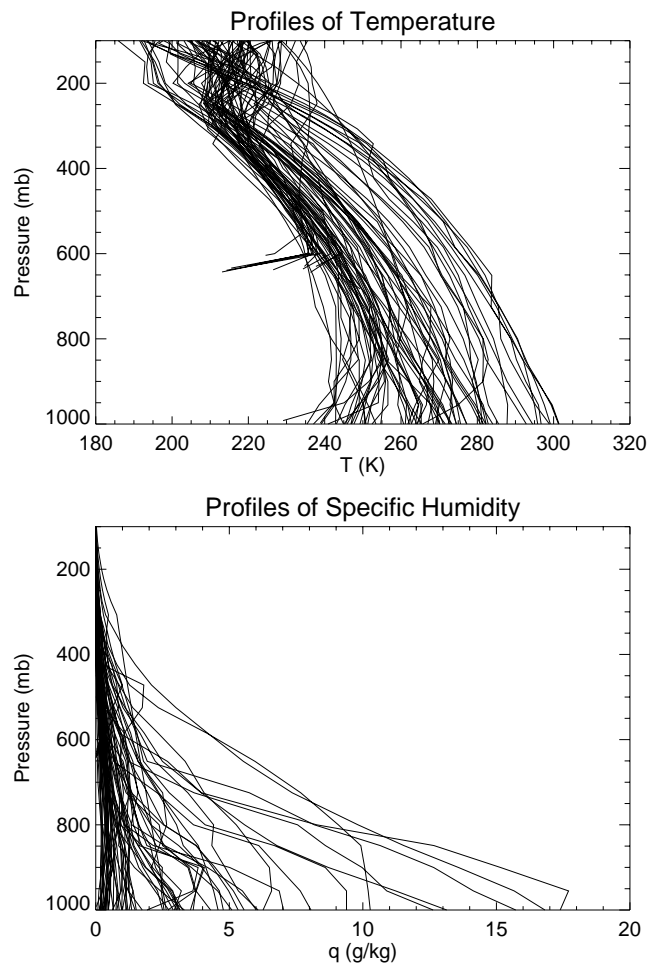 Profiles of Temperature
200
400
600
800
1000
Pressure (mb)
180 200 220 240 260 280 300 320
T (K)
Profiles of Specific Humidity
200
400
600
800
1000
Pressure (mb)
0 5 10 15 20
q (g/kg)